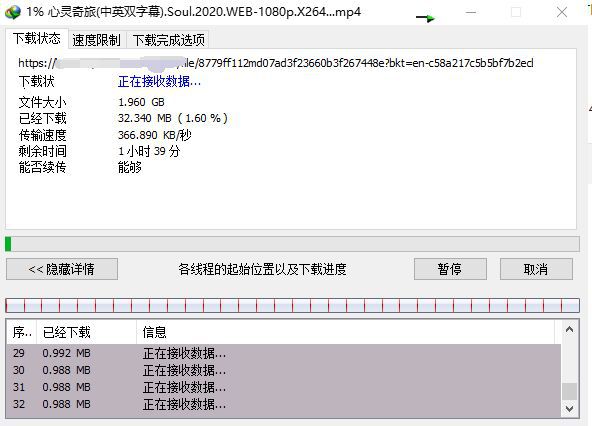 1% 心灵奇旅(中英双字幕).Soul.2020.WEB-1080p.X264...mp4
下载状态 速度限制 下载完成选项
https:// ile/8779ff112md07ad3f23660b3f267448e?bkt=en-c58a217c5b5bf7b2ecl
下载状 正在接收数据...
文件大小 1.960 GB
已经下载 32.340 MB ( 1.60 % )
传输速度 366.890 KB/秒
剩余时间 1 小时 39 分
能否续传 能够
<< 隐藏详情 各线程的起始位置以及下载进度 暂停 取消
序.. 已经下载 信息
29 0.992 MB 正在接收数据...
30 0.988 MB 正在接收数据...
31 0.988 MB 正在接收数据...
32 0.988 MB 正在接收数据...